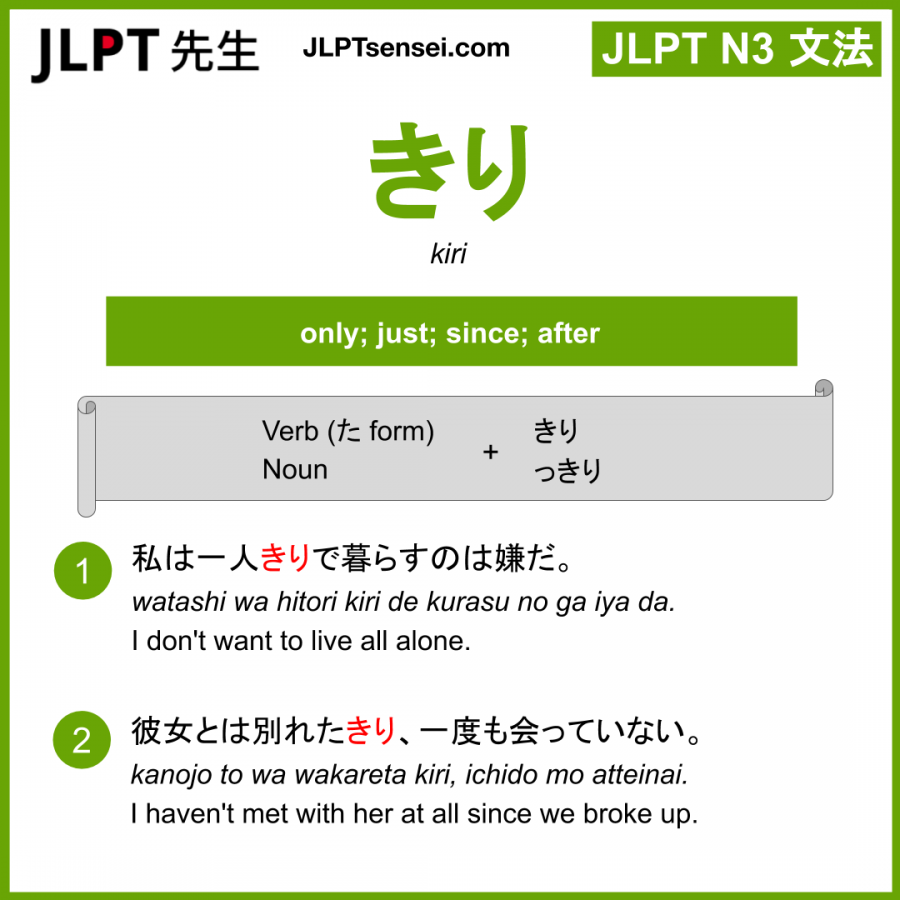 JLPT 先生
JLPTsensei.com
JLPT N3 文法
きり
kiri
only; just; since; after
Verb (た form)
Noun
+
きり
っきり
1
私は一人きりで暮らすのは嫌だ。
watashi wa hitori kiri de kurasu no ga iya da.
I don't want to live all alone.
2
彼女とは別れたきり、一度も会っていない。
kanojo to wa wakareta kiri, ichido mo atteinai.
I haven't met with her at all since we broke up.